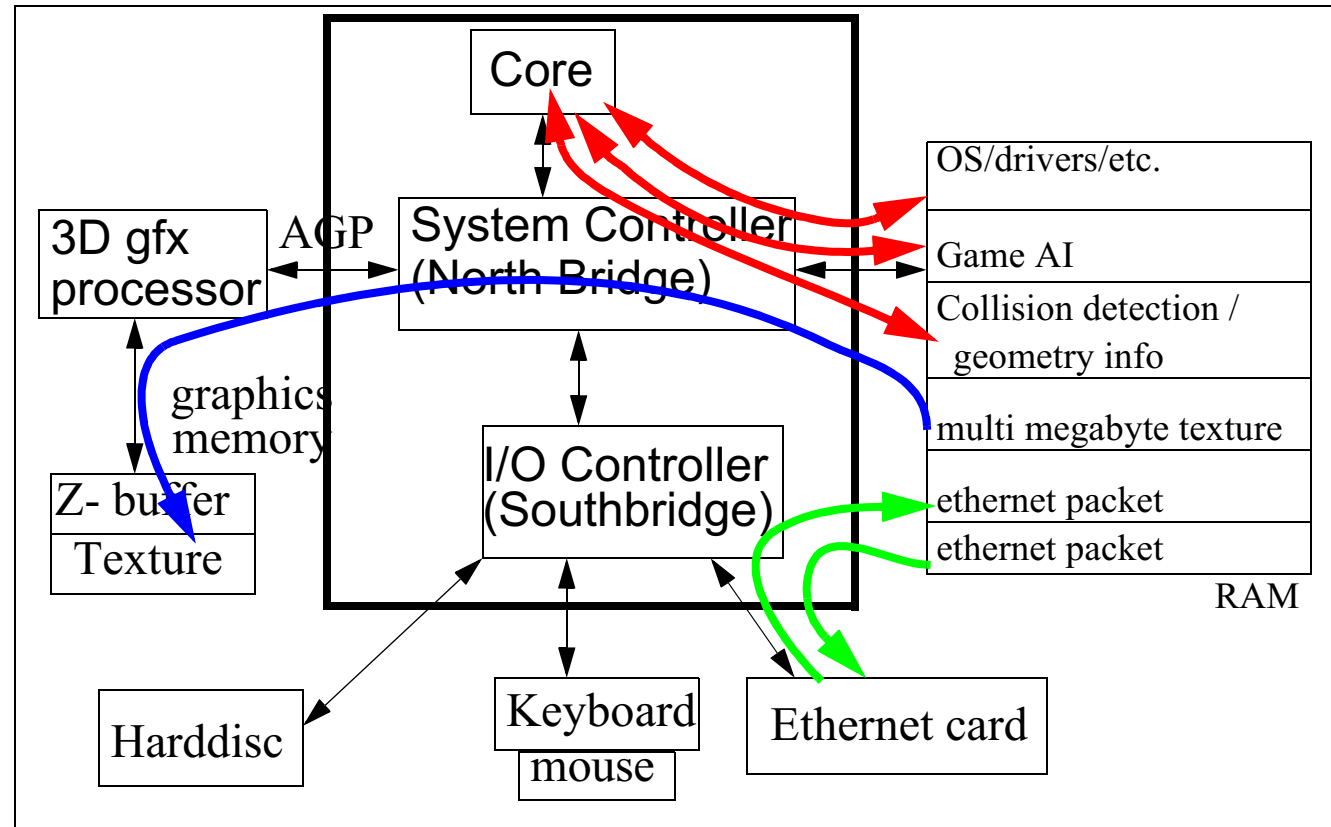 Core
OS/drivers/etc.
3D gfx
processor
AGP
System Controller
(North Bridge)
Game AI
Collision detection /
geometry info
graphics
memory
multi megabyte texture
I/O Controller
(Southbridge)
Z- buffer
Texture
ethernet packet
ethernet packet
RAM
Harddisc
Keyboard
mouse
Ethernet card